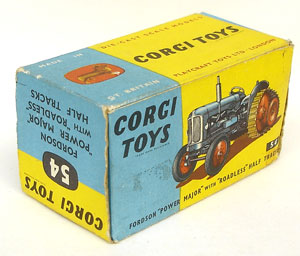 DIE-CAST SCALE MODELS
CORGI TOYS
PLAYCRAFT TOYS LTD. LONDON
MADE IN
GT BRITAIN
CORGI
TOYS
54
FORDSON "POWER MAJOR" WITH "ROADLESS" HALF TRACKS
FORDSON
"POWER MAJOR"
WITH "ROADLESS"
HALF TRACKS
54
CORGI TOYS